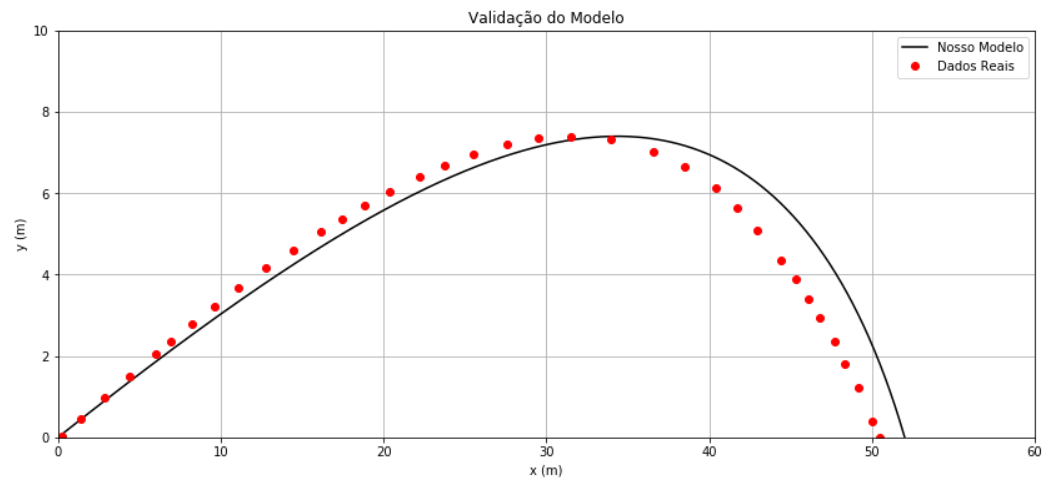 Validação do Modelo
Nosso Modelo
Dados Reais
y (m)
10
8
6
4
2
0
0 10 20 30 40 50 60
x (m)